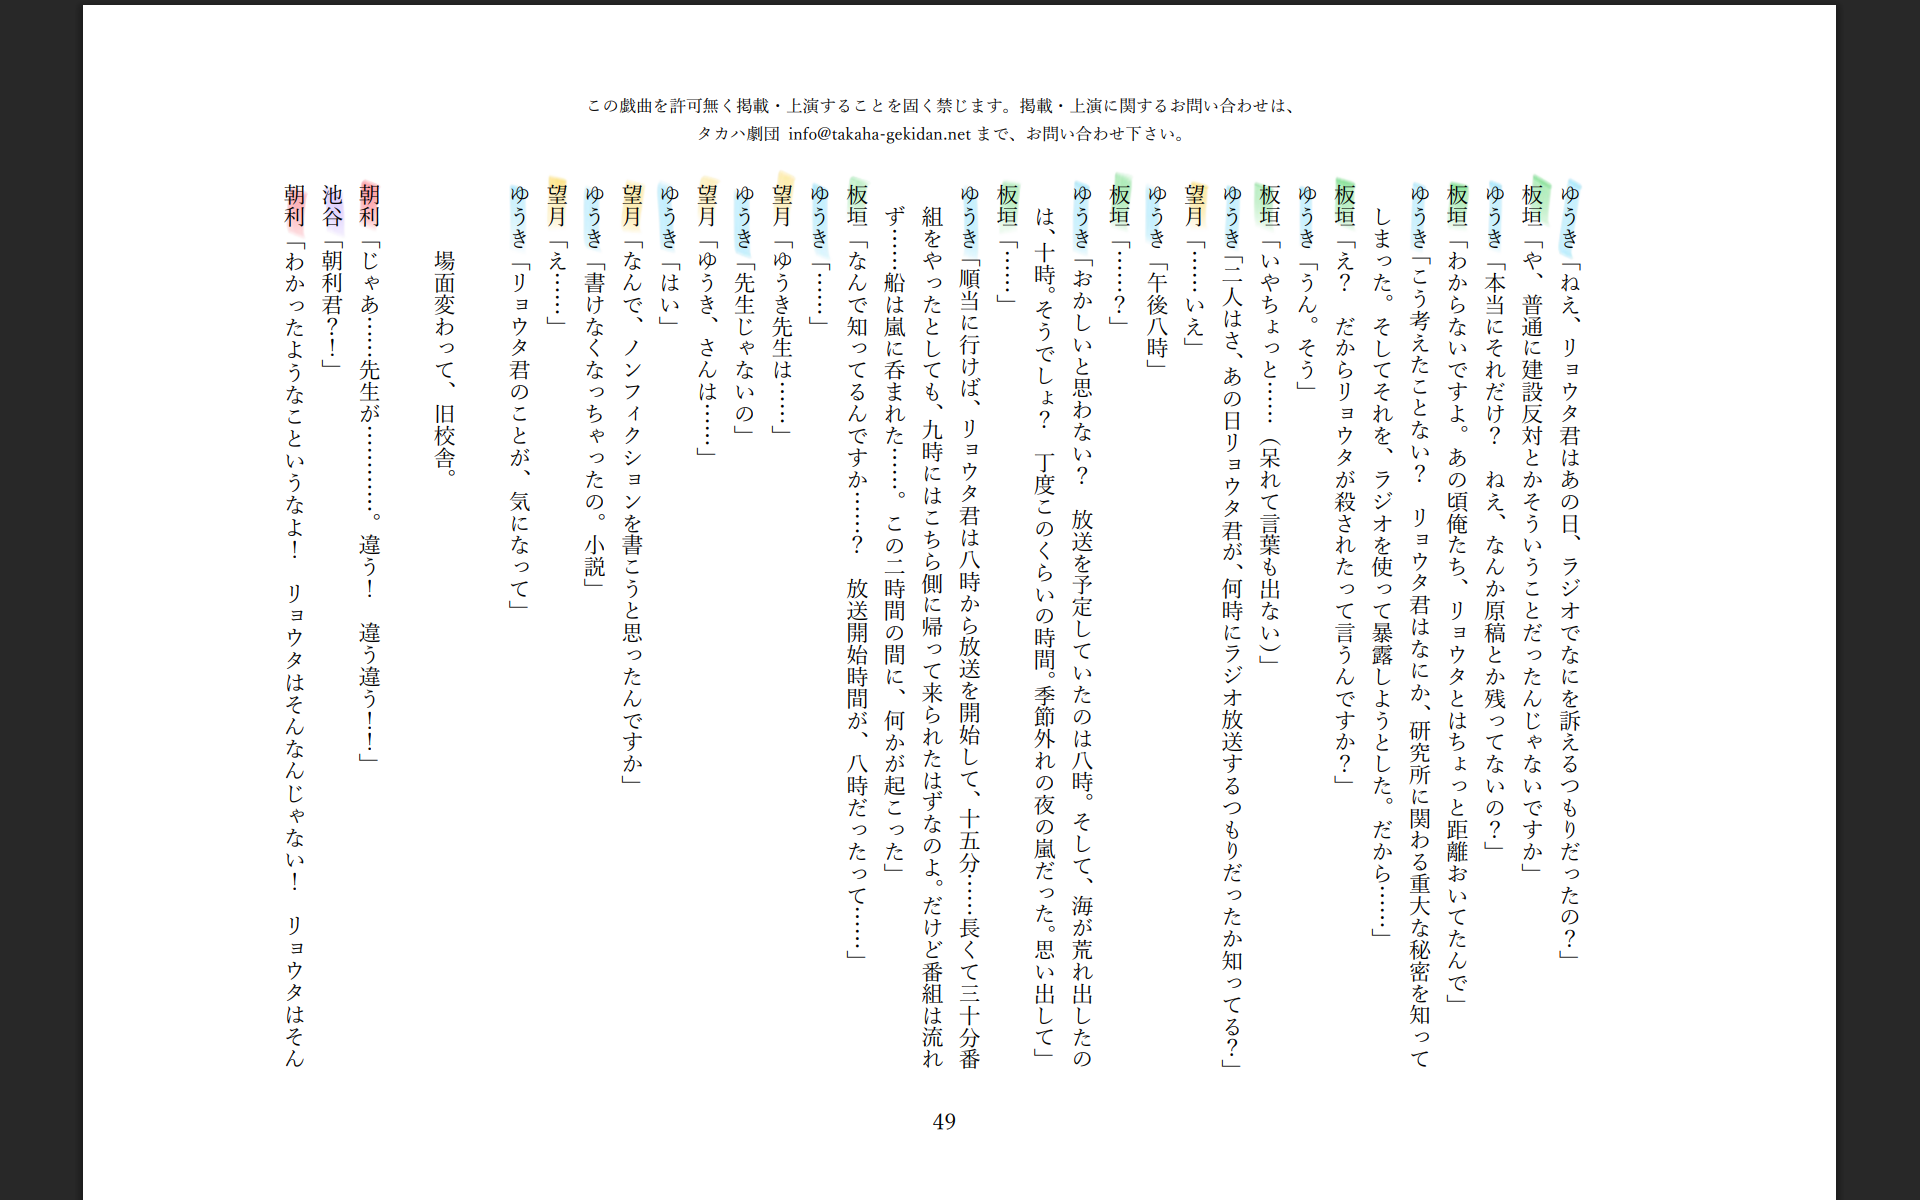 この戯曲を許可無く掲載・上演することを固く禁じます。掲載・上演に関するお問い合わせは、
タカハ劇団 info@takaha-gekidan.net まで、お問い合わせ下さい。
ゆうき「ねえ、リョウタ君はあの日、ラジオでなにを訴えるつもりだったの？」
板垣「や、普通に建設反対とかそういうことだったんじゃないですか」
ゆうき「本当にそれだけ？　ねえ、なんか原稿とか残ってないの？」
板垣「わからないですよ。あの頃俺たち、リョウタとはちょっと距離おいてたんで」
ゆうき「こう考えたことない？　リョウタ君はなにか、研究所に関わる重大な秘密を知って
しまった。そしてそれを、ラジオを使って暴露しようとした。だから……」
板垣「え？　だからリョウタが殺されたって言うんですか？」
ゆうき「うん。そう」
板垣「いやちょっと……（呆れて言葉も出ない）」
ゆうき「二人はさ、あの日リョウタ君が、何時にラジオ放送するつもりだったか知ってる？」
望月「……いえ」
ゆうき「午後八時」
板垣「……？」
ゆうき「おかしいと思わない？　放送を予定していたのは八時。そして、海が荒れ出したの
は、十時。そうでしょ？　丁度このくらいの時間。季節外れの夜の嵐だった。思い出して」
板垣「……」
ゆうき「順当に行けば、リョウタ君は八時から放送を開始して、十五分……長くて三十分番
組をやったとしても、九時にはこちら側に帰って来られたはずなのよ。だけど番組は流れ
ず……船は嵐に呑まれた……。この二時間の間に、何かが起こった」
板垣「なんで知ってるんですか……？　放送開始時間が、八時だったって……」
ゆうき「……」
望月「ゆうき先生は……」
ゆうき「先生じゃないの」
望月「ゆうき、さんは……」
ゆうき「はい」
望月「なんで、ノンフィクションを書こうと思ったんですか」
ゆうき「書けなくなっちゃったの。小説」
望月「え……」
ゆうき「リョウタ君のことが、気になって」
場面変わって、旧校舎。
朝利「じゃあ……先生が…………。違う！　違う違う！！」
池谷「朝利君？！」
朝利「わかったようなこというなよ！　リョウタはそんなんじゃない！　リョウタはそん
49